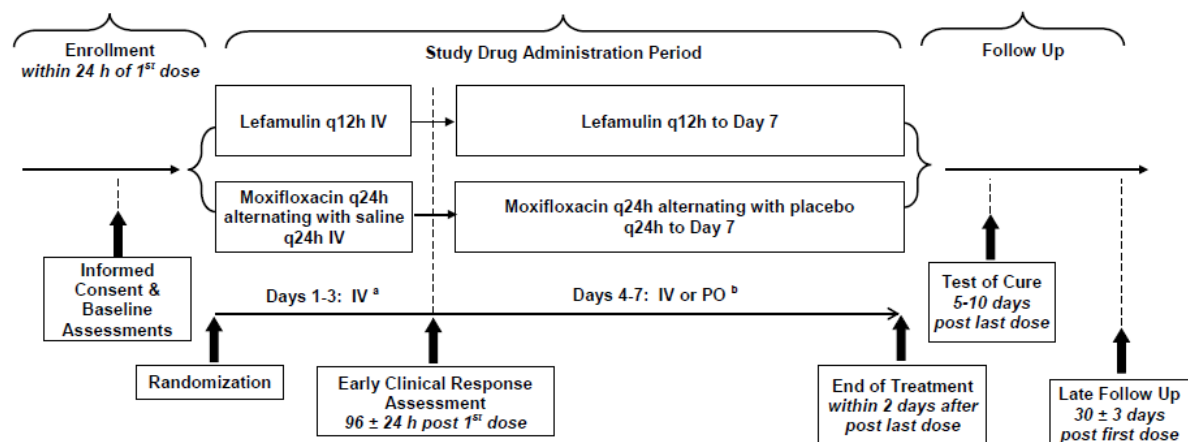 Enrollment
within 24 h of 1ST dose
Study Drug Administration Period
Follow Up
Lefamulin q12h IV
Lefamulin q12h to Day 7
Moxifloxacin q24h
alternating with saline
q24h IV
Moxifloxacin q24h alternating with placebo
q24h to Day 7
Informed
Consent &
Baseline
Assessments
Days 1-3: IV a
Days 4-7: IV or PO b
Test of Cure
5-10 days
post last dose
Randomization
Early Clinical Response
Assessment
96 ± 24 h post 1ST dose
End of Treatment
within 2 days after
post last dose
Late Follow Up
30 ± 3 days
post first dose